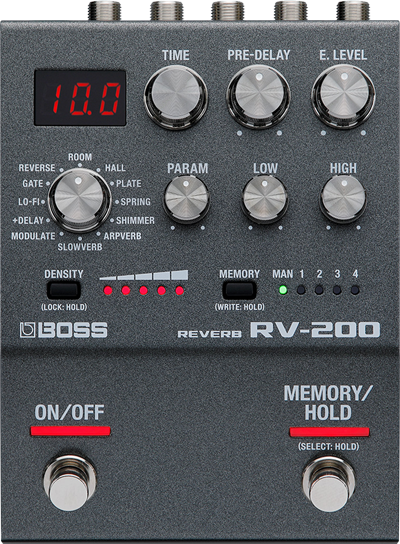 TIME PRE-DELAY E. LEVEL
10.0
ROOM
REVERSE HALL
GATE PLATE
LO-FI SPRING
+DELAY SHIMMER
MODULATE ARPVERB
SLOWVERB
PARAM LOW HIGH
DENSITY
(LOCK: HOLD)
MEMORY
(WRITE: HOLD)
MAN 1 2 3 4
BOSS REVERB RV-200
ON/OFF
MEMORY/
HOLD
(SELECT: HOLD)